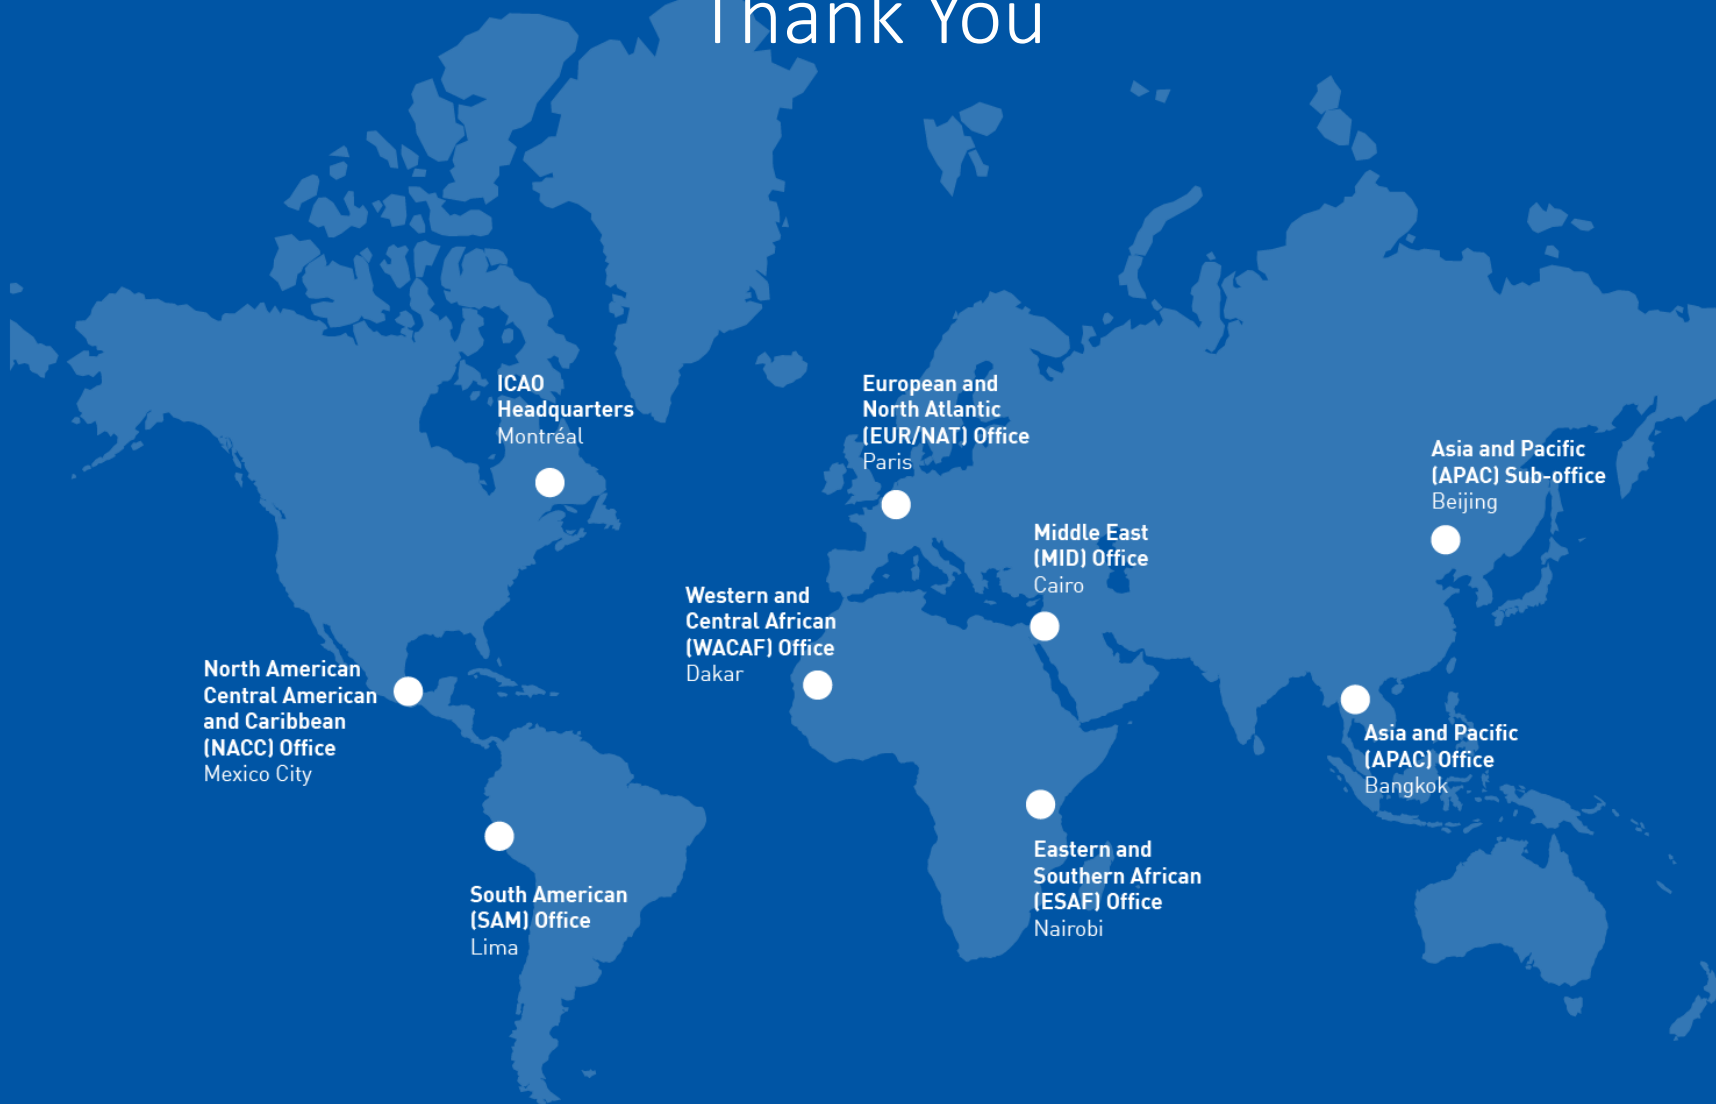 Thank You
ICAO
Headquarters
Montréal
European and
North Atlantic
(EUR/NAT) Office
Paris
Asia and Pacific
(APAC) Sub-office
Beijing
Middle East
(MID) Office
Cairo
Western and
Central African
(WACAF) Office
Dakar
North American
Central American
and Caribbean
(NACC) Office
Mexico City
Asia and Pacific
(APAC) Office
Bangkok
Eastern and
Southern African
(ESAF) Office
Nairobi
South American
(SAM) Office
Lima